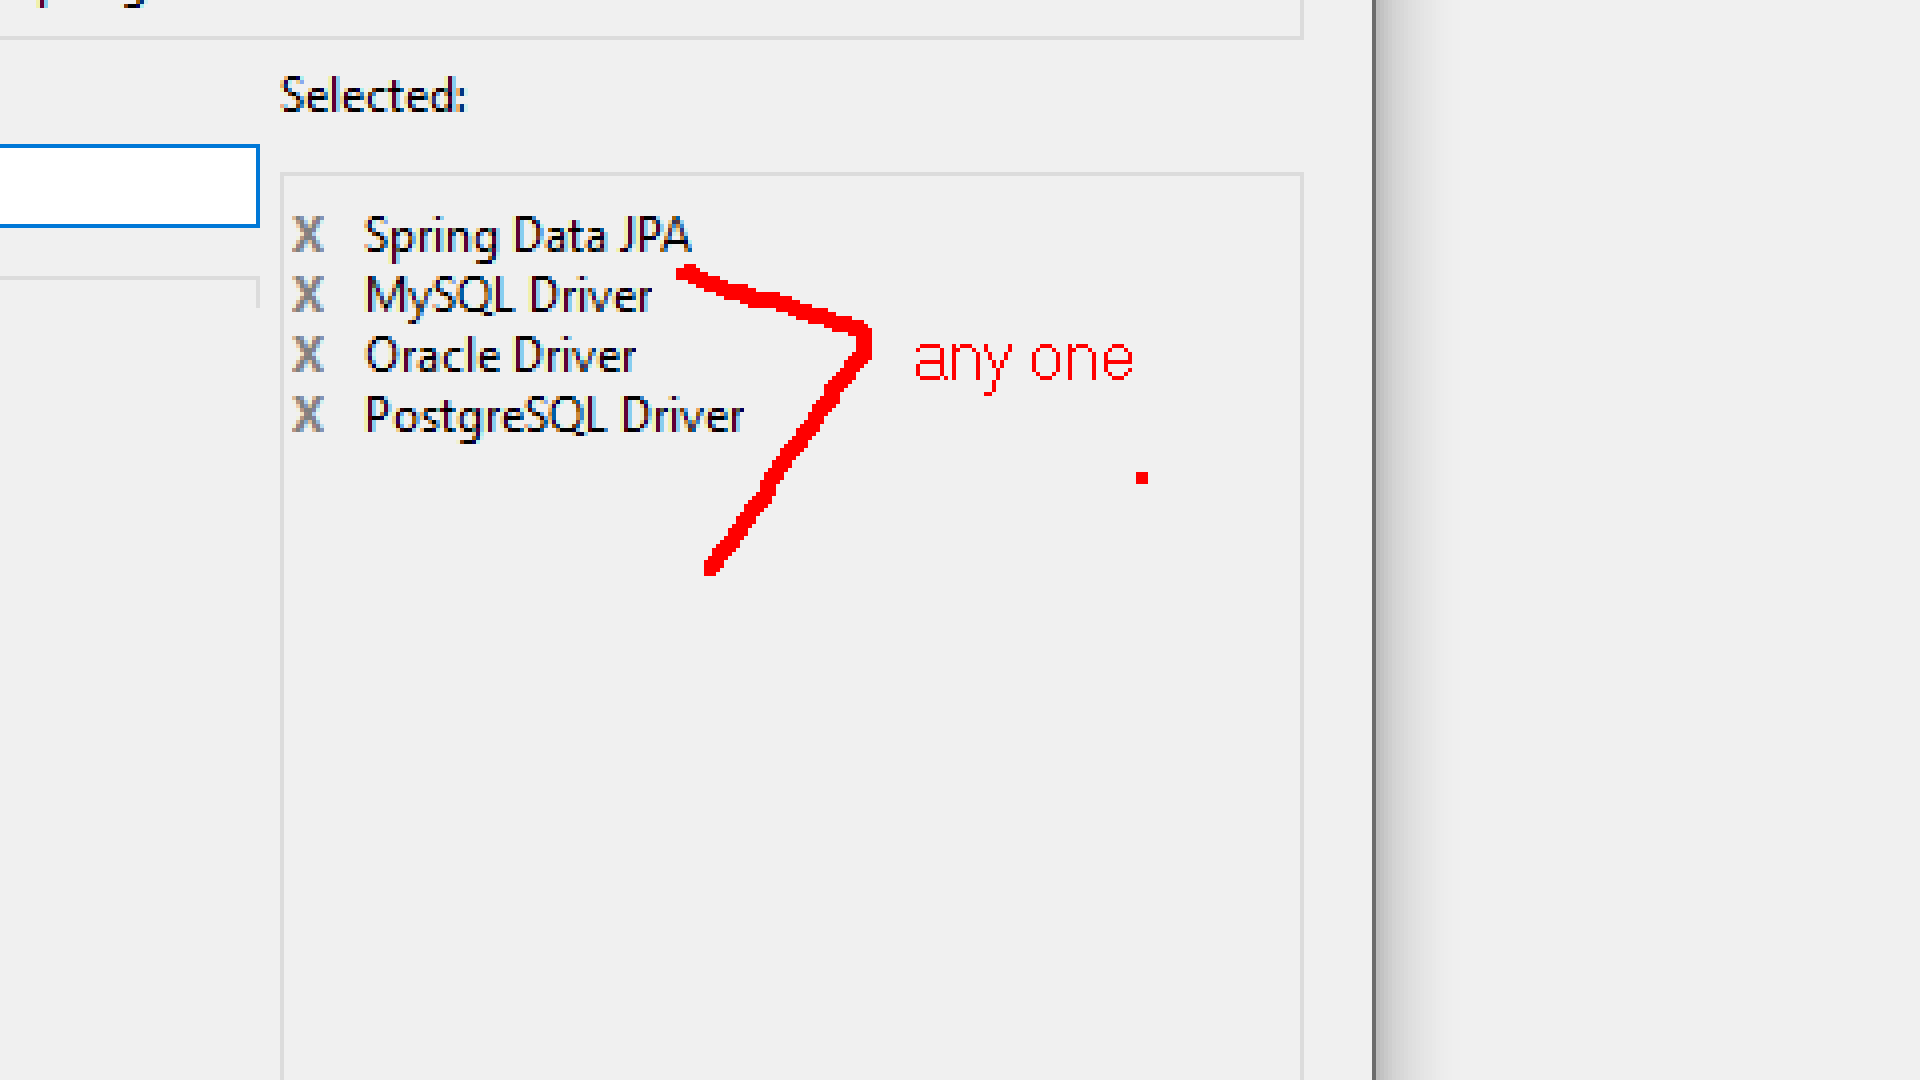 Selected:
X Spring Data JPA
X MySQL Driver
X Oracle Driver
X PostgreSQL Driver
any one